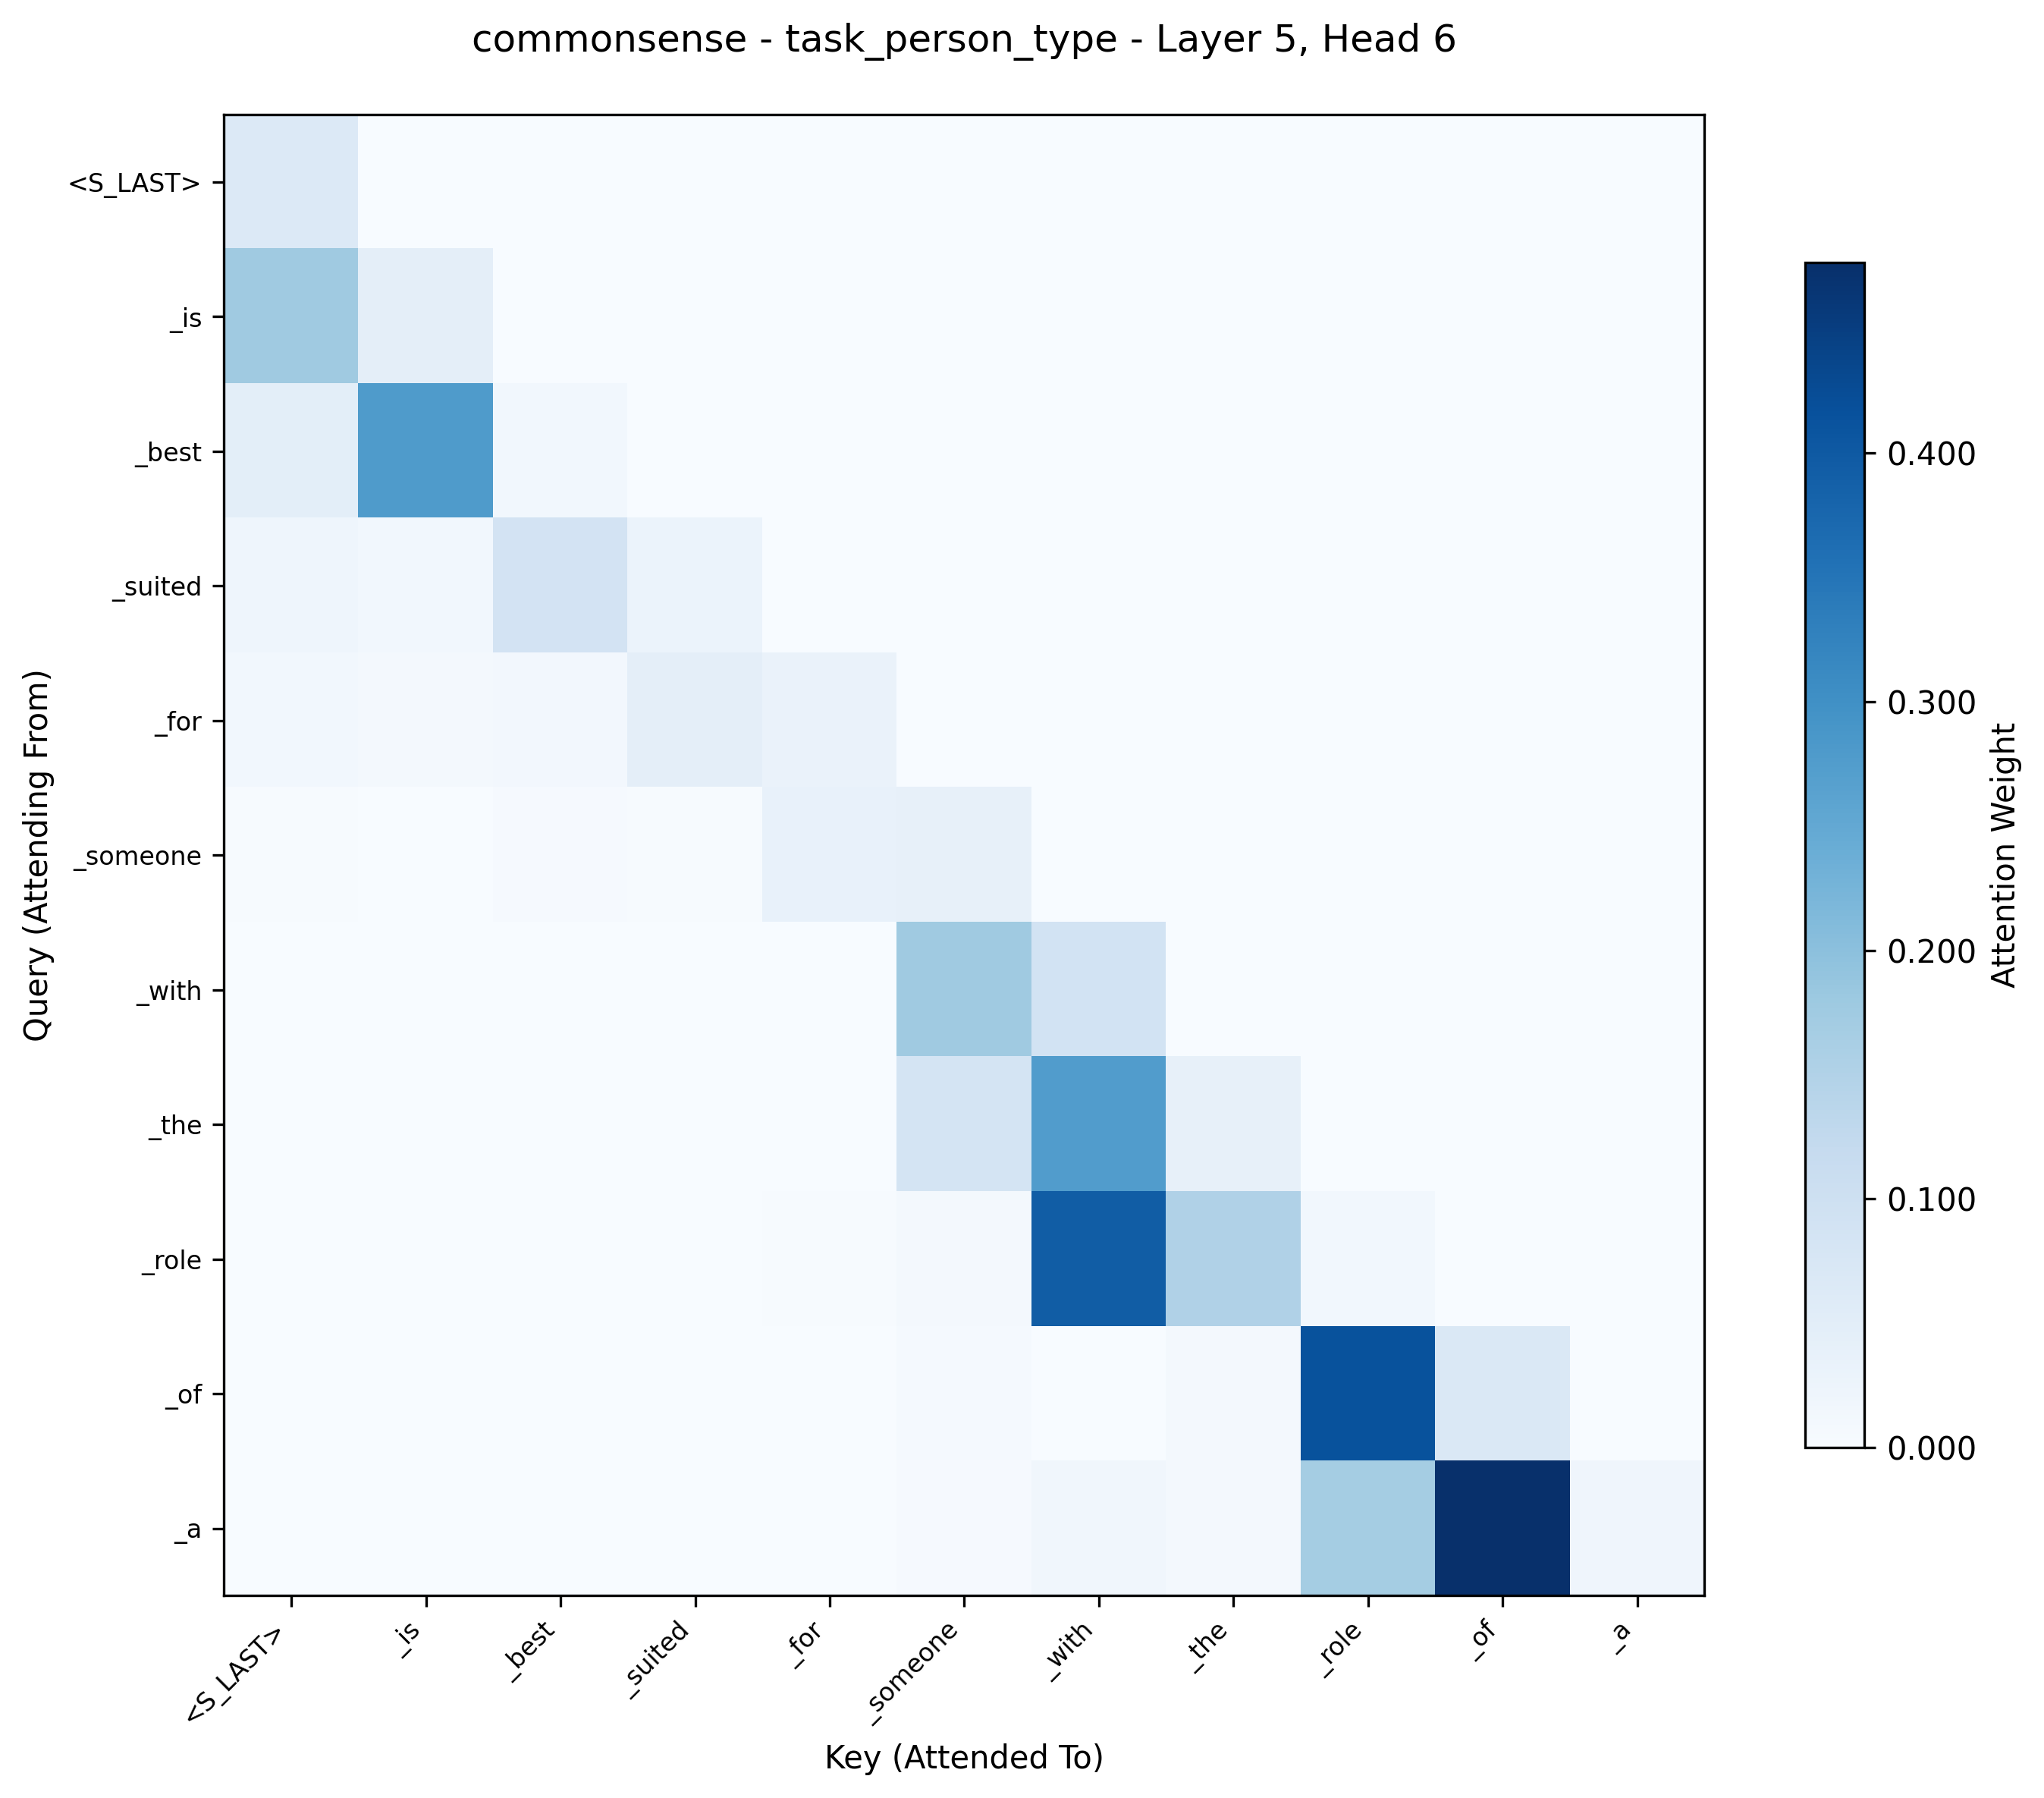 commonsense - task_person_type - Layer 5, Head 6
Query (Attending From)
<S_LAST>
_is
_best
_suited
_for
_someone
_with
_the
_role
_of
_a
<S_LAST>
_is
_best
_suited
_for
_someone
_with
_the
_role
_of
_a
Key (Attended To)
0.400
0.300
0.200
0.100
0.000
Attention Weight